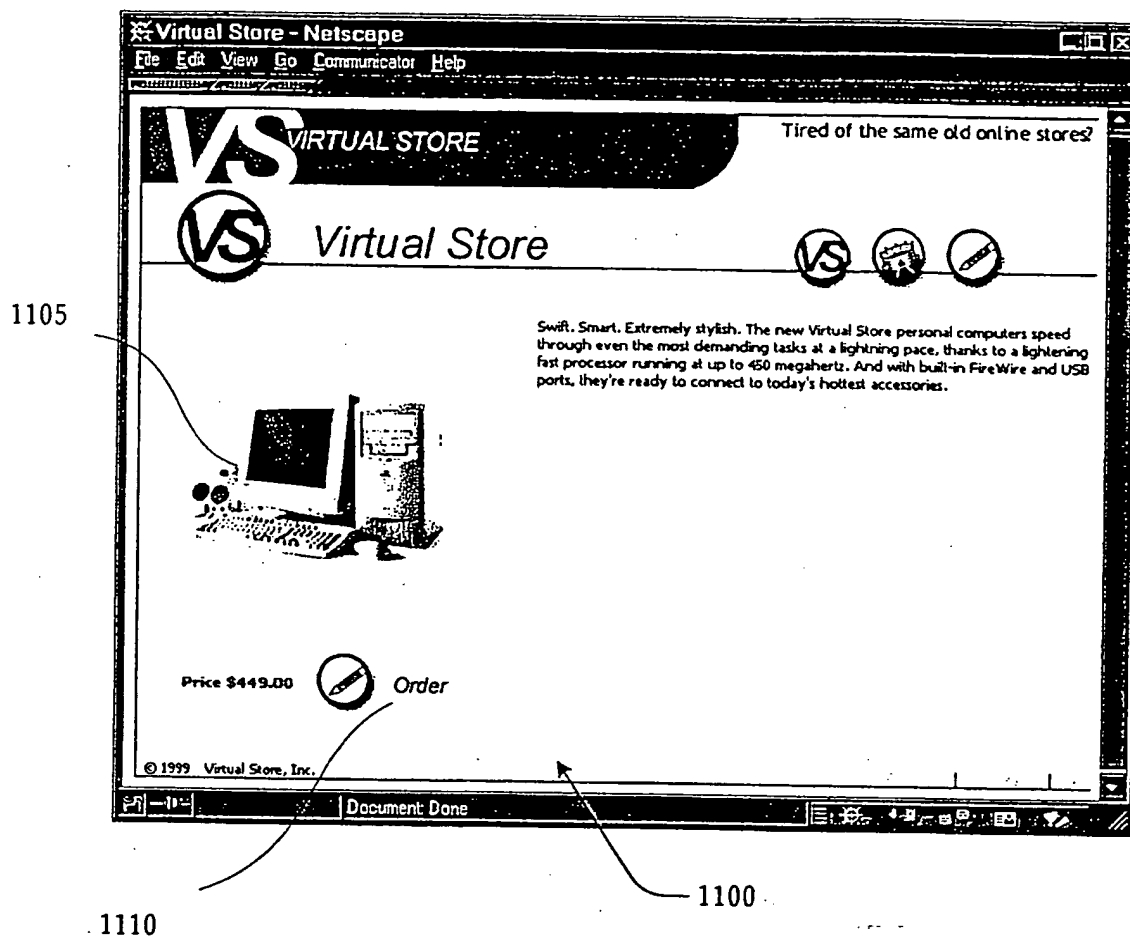 Virtual Store - Netscape
File Edit View Go Communicator Help
VS VIRTUAL STORE
Tired of the same old online stores?
VS Virtual Store
VS
1105
Swift. Smart. Extremely stylish. The new Virtual Store personal computers speed
through even the most demanding tasks at a lightning pace, thanks to a lightening
fast processor running at up to 450 megahertz. And with built-in FireWire and USB
ports, they're ready to connect to today's hottest accessories.
Price $449.00 Order
© 1999 Virtual Store, Inc.
Document Done
1100
1110